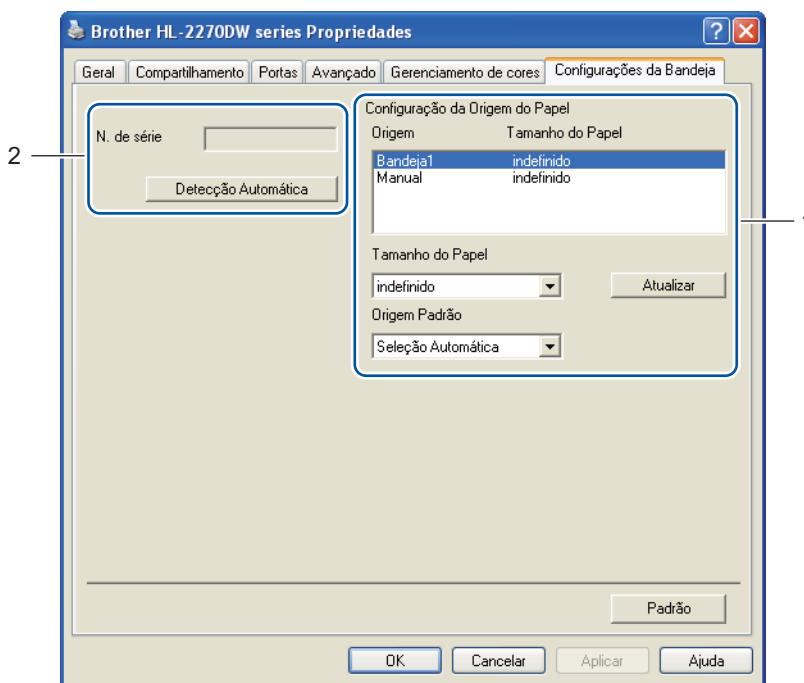 Brother HL-2270DW series Propriedades
Geral Compartilhamento Portas Avançado Gerenciamento de cores Configurações da Bandeja
2
N. de série
Detecção Automática
Configuração da Origem do Papel
Origem Tamanho do Papel
Bandeja1 indefinido
Manual indefinido
Tamanho do Papel
indefinido Atualizar
Origem Padrão
Seleção Automática
Padrão
OK Cancelar Aplicar Ajuda